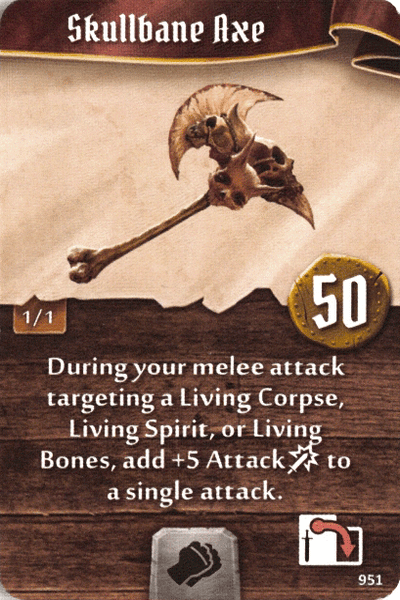 Skullbane Axe
1/1
50
During your melee attack
targeting a Living Corpse,
Living Spirit, or Living
Bones, add +5 Attack to
a single attack.
951